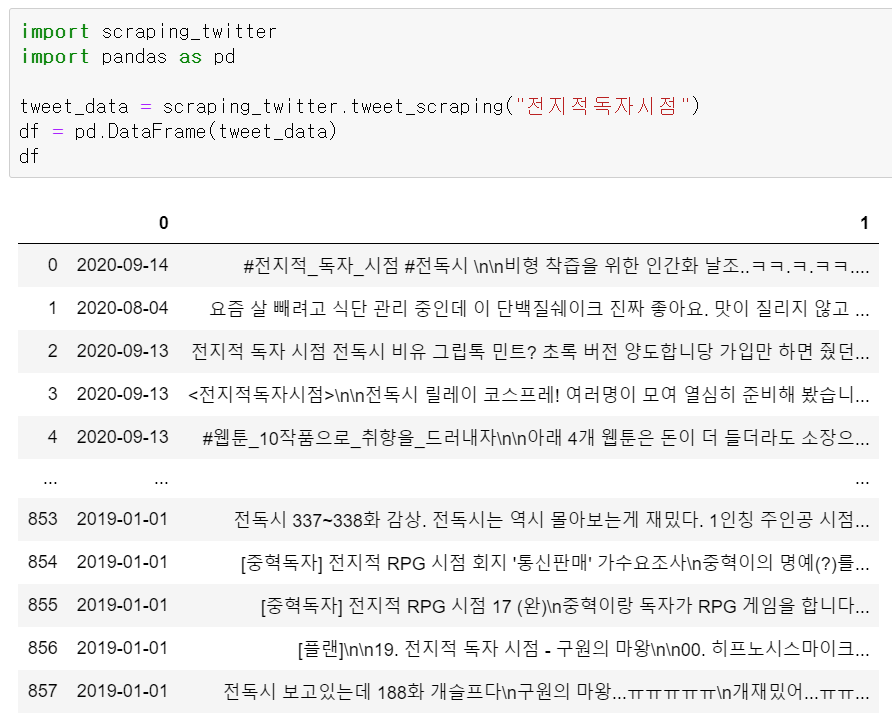 import scraping_twitter
import pandas as pd
tweet_data = scraping_twitter.tweet_scraping("전지적독자시점")
df = pd.DataFrame(tweet_data)
df
0 1
0 2020-09-14 #전지적_독자_시점 #전독시 \n\n비형 착즙을 위한 인간화 날조..ㅋㅋ.ㅋ.ㅋㅋ....
1 2020-08-04 요즘 살 빼려고 식단 관리 중인데 이 단백질쉐이크 진짜 좋아요. 맛이 질리지 않고 ...
2 2020-09-13 전지적 독자 시점 전독시 비유 그립톡 민트? 초록 버전 양도합니당 가입만 하면 줬던...
3 2020-09-13 <전지적독자시점>\n\n전독시 릴레이 코스프레! 여러명이 모여 열심히 준비해 봤습니...
4 2020-09-13 #웹툰_10작품으로_취향을_드러내자\n\n아래 4개 웹툰은 돈이 더 들더라도 소장으...
... ... ...
853 2019-01-01 전독시 337~338화 감상. 전독시는 역시 몰아보는게 재밌다. 1인칭 주인공 시점...
854 2019-01-01 [중혁독자] 전지적 RPG 시점 회지 '통신판매' 가수요조사\n중혁이의 명예(?)를...
855 2019-01-01 [중혁독자] 전지적 RPG 시점 17 (완)\n중혁이랑 독자가 RPG 게임을 합니다...
856 2019-01-01 [플랜]\n\n19. 전지적 독자 시점 - 구원의 마왕\n\n00. 히프노시스마이크...
857 2019-01-01 전독시 보고있는데 188화 개슬프다\n구원의 마왕...ㅠㅠㅠㅠㅠ\n개재밌어...ㅠㅠ...